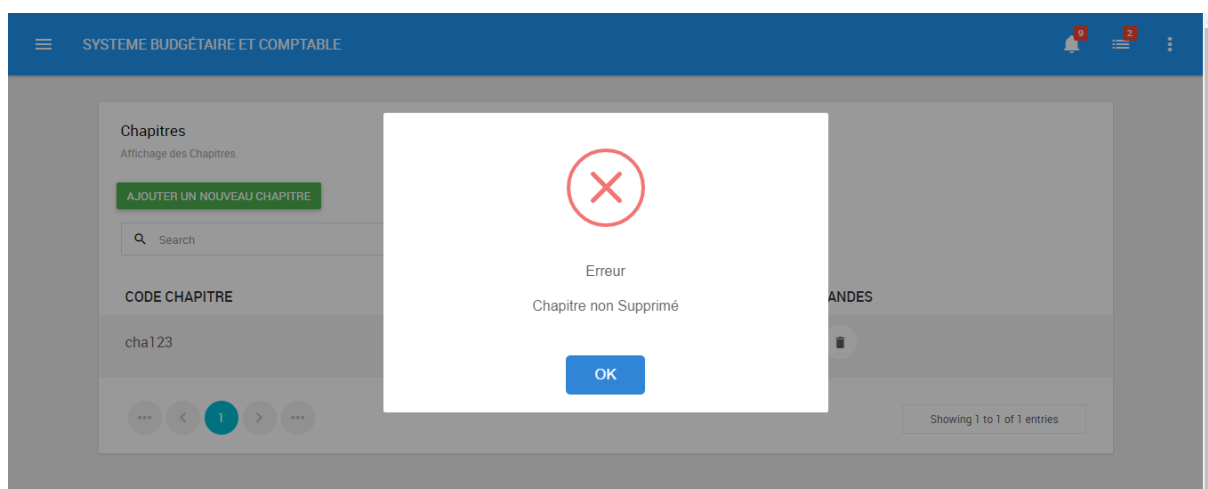 SYSTEME BUDGÉTAIRE ET COMPTABLE
9
2
Chapitres
Affichage des Chapitres.
AJOUTER UN NOUVEAU CHAPITRE
Search
CODE CHAPITRE
ANDES
cha123
Erreur
Chapitre non Supprimé
OK
1
Showing 1 to 1 of 1 entries